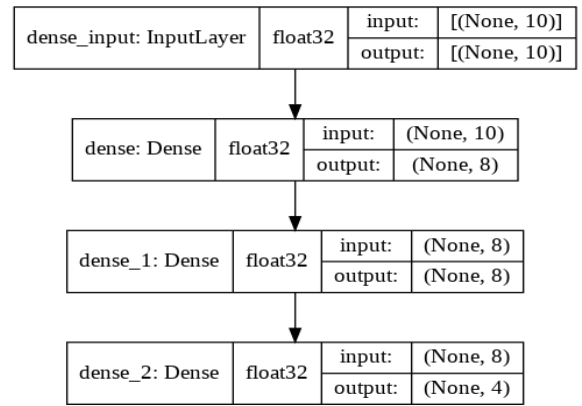 dense_input: InputLayer float32 input: [(None, 10)]
output: [(None, 10)]
dense: Dense float32 input: (None, 10)
output: (None, 8)
dense_1: Dense float32 input: (None, 8)
output: (None, 8)
dense_2: Dense float32 input: (None, 8)
output: (None, 4)